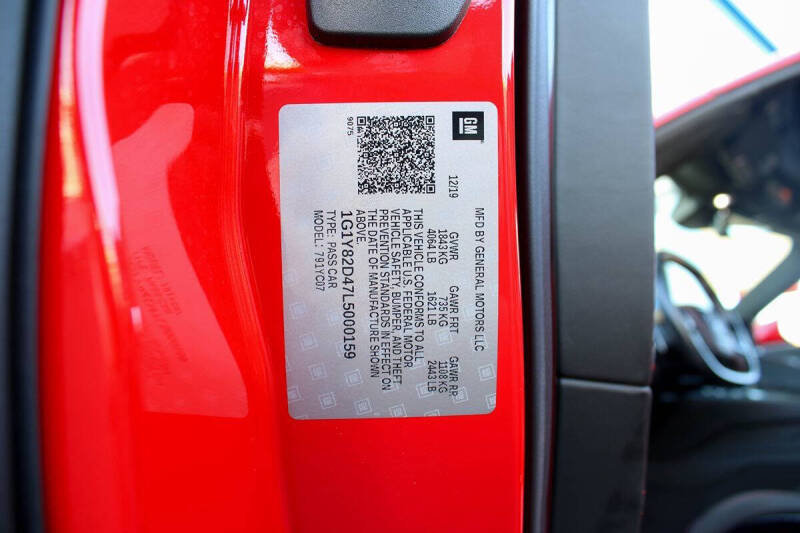 GM
9075
MFD BY GENERAL MOTORS LLC
12/19 GVWR GAWR FRT GAWR RR
1843 KG 735 KG 1108 KG
4064 LB 1621 LB 2443 LB
THIS VEHICLE CONFORMS TO ALL
APPLICABLE U.S. FEDERAL MOTOR
VEHICLE SAFETY, BUMPER, AND THEFT
PREVENTION STANDARDS IN EFFECT ON
THE DATE OF MANUFACTURE SHOWN
ABOVE.
1G1Y82D47L5000159
TYPE: PASS CAR
MODEL: 791YC07